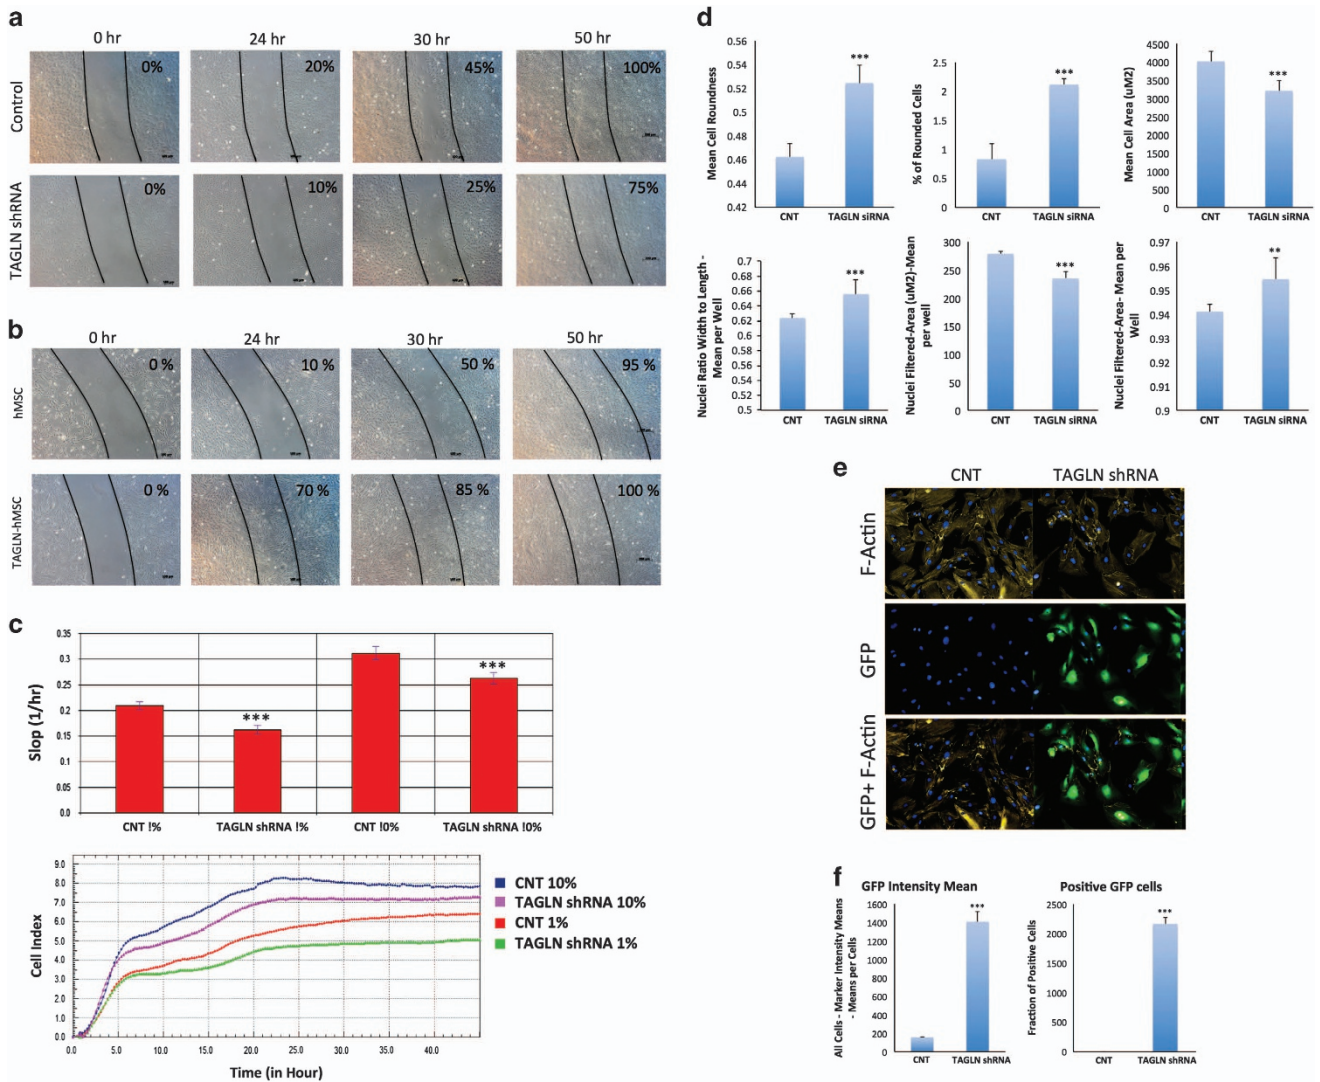 a
0 hr 24 hr 30 hr 50 hr
Control
0% 20% 45% 100%
TAGLN shRNA
0% 10% 25% 75%
b
0 hr 24 hr 30 hr 50 hr
hMSC
0 % 10 % 50 % 95 %
TAGLN-hMSC
0 % 70 % 85 % 100 %
c
Slop (1/hr)
0.35
0.3
0.25
0.2
0.15
0.1
0.05
0.0
*** ***
CNT !% TAGLN shRNA !% CNT !0% TAGLN shRNA !0%
Cell Index
9.0
8.0
7.0
6.0
5.0
4.0
3.0
2.0
1.0
0.0
0.0 5.0 10.0 15.0 20.0 25.0 30.0 35.0 40.0
Time (in Hour)
CNT 10%
TAGLN shRNA 10%
CNT 1%
TAGLN shRNA 1%
d
Mean Cell Roundness
0.56
0.54
0.52
0.5
0.48
0.46
0.44
0.42
***
CNT TAGLN siRNA
% of Rounded Cells
2.5
2
1.5
1
0.5
0
***
CNT TAGLN siRNA
Mean Cell Area (uM2)
4500
4000
3500
3000
2500
2000
1500
1000
500
0
***
CNT TAGLN siRNA
Nuclei Ratio Width to Length -
Mean per Well
0.7
0.68
0.66
0.64
0.62
0.6
0.58
0.56
0.54
0.52
0.5
***
CNT TAGLN siRNA
Nuclei Filtered-Area (uM2)-Mean
per well
300
250
200
150
100
50
0
***
CNT TAGLN siRNA
Nuclei Filtered-Area- Mean per
Well
0.97
0.96
0.95
0.94
0.93
0.92
0.91
0.9
**
CNT TAGLN siRNA
e
CNT TAGLN shRNA
F-Actin
GFP
GFP+ F-Actin
f
GFP Intensity Mean
All Cells - Marker Intensity Means
- Means per Cells
1600
1400
1200
1000
800
600
400
200
0
***
CNT TAGLN shRNA
Positive GFP cells
Fraction of Positive Cells
2500
2000
1500
1000
500
0
***
CNT TAGLN shRNA